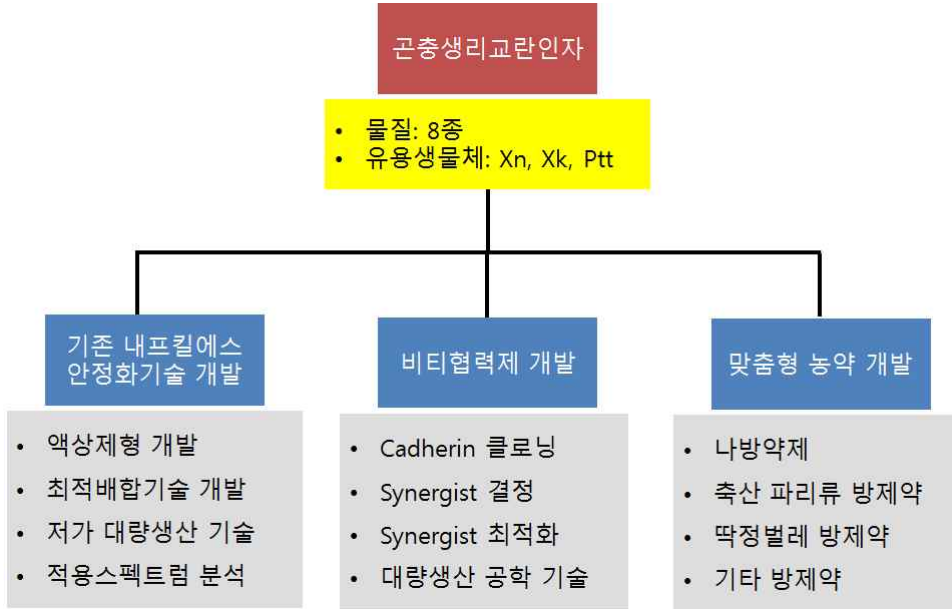 곤충생리교란인자
• 물질: 8종
• 유용생물체: Xn, Xk, Ptt
기존 내프킬에스
안정화기술 개발
• 액상제형 개발
• 최적배합기술 개발
• 저가 대량생산 기술
• 적용스펙트럼 분석
비티협력제 개발
• Cadherin 클로닝
• Synergist 결정
• Synergist 최적화
• 대량생산 공학 기술
맞춤형 농약 개발
• 나방약제
• 축산 파리류 방제약
• 딱정벌레 방제약
• 기타 방제약